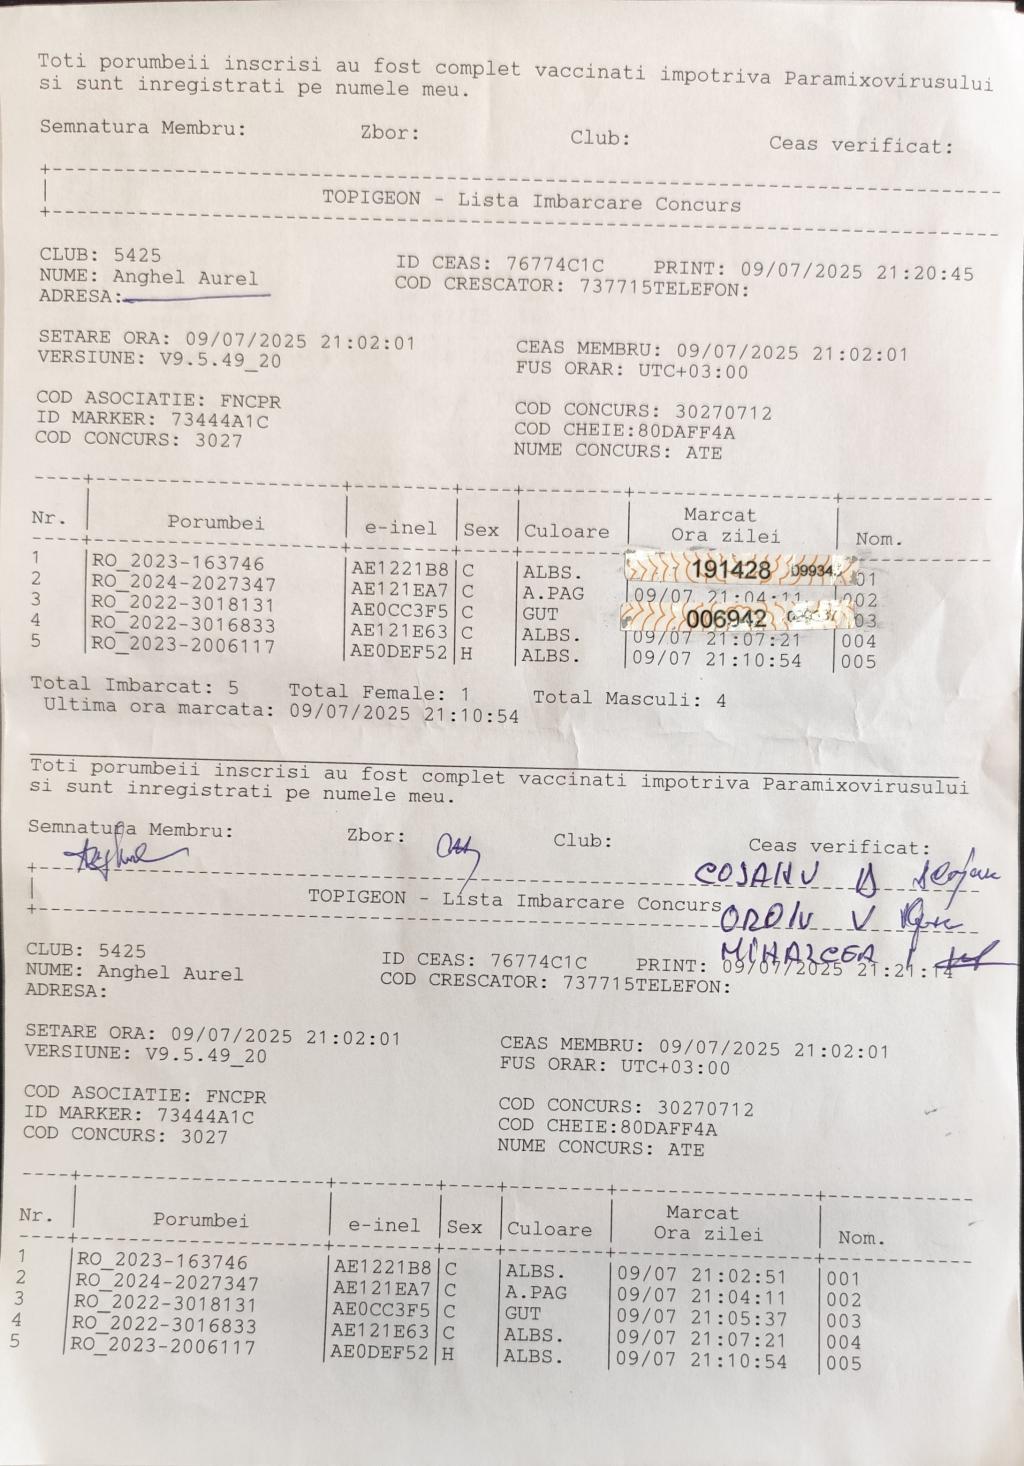 Toti porumbeii inscrisi au fost complet vaccinati impotriva Paramixovirusului
si sunt inregistrati pe numele meu.
Semnatura Membru: Zbor: Club: Ceas verificat:
TOPIGEON - Lista Imbarcare Concurs
CLUB: 5425 ID CEAS: 76774C1C PRINT: 09/07/2025 21:20:45
NUME: Anghel Aurel COD CRESCATOR: 737715TELEFON:
ADRESA:
SETARE ORA: 09/07/2025 21:02:01 CEAS MEMBRU: 09/07/2025 21:02:01
VERSIUNE: V9.5.49_20 FUS ORAR: UTC+03:00
COD ASOCIATIE: FNCPR COD CONCURS: 30270712
ID MARKER: 73444A1C COD CHEIE:80DAFF4A
COD CONCURS: 3027 NUME CONCURS: ATE
Nr. Porumbei e-inel Sex Culoare Marcat Ora zilei Nom.
1 RO_2023-163746 AE1221B8 C ALBS. 191428 09934 01
2 RO_2024-2027347 AE121EA7 C A.PAG 09/07 21:04:11 002
3 RO_2022-3018131 AE0CC3F5 C GUT 006942 03
4 RO_2022-3016833 AE121E63 C ALBS. 09/07 21:07:21 004
5 RO_2023-2006117 AE0DEF52 H ALBS. 09/07 21:10:54 005
Total Imbarcat: 5 Total Female: 1 Total Masculi: 4
Ultima ora marcata: 09/07/2025 21:10:54
Toti porumbeii inscrisi au fost complet vaccinati impotriva Paramixovirusului
si sunt inregistrati pe numele meu.
Semnatura Membru: Zbor: Club: Ceas verificat:
COJANU D
TOPIGEON - Lista Imbarcare Concurs
OROIU V
MIHALCEA I
CLUB: 5425 ID CEAS: 76774C1C PRINT: 09/07/2025 21:21:14
NUME: Anghel Aurel COD CRESCATOR: 737715TELEFON:
ADRESA:
SETARE ORA: 09/07/2025 21:02:01 CEAS MEMBRU: 09/07/2025 21:02:01
VERSIUNE: V9.5.49_20 FUS ORAR: UTC+03:00
COD ASOCIATIE: FNCPR COD CONCURS: 30270712
ID MARKER: 73444A1C COD CHEIE:80DAFF4A
COD CONCURS: 3027 NUME CONCURS: ATE
Nr. Porumbei e-inel Sex Culoare Marcat Ora zilei Nom.
1 RO_2023-163746 AE1221B8 C ALBS. 09/07 21:02:51 001
2 RO_2024-2027347 AE121EA7 C A.PAG 09/07 21:04:11 002
3 RO_2022-3018131 AE0CC3F5 C GUT 09/07 21:05:37 003
4 RO_2022-3016833 AE121E63 C ALBS. 09/07 21:07:21 004
5 RO_2023-2006117 AE0DEF52 H ALBS. 09/07 21:10:54 005